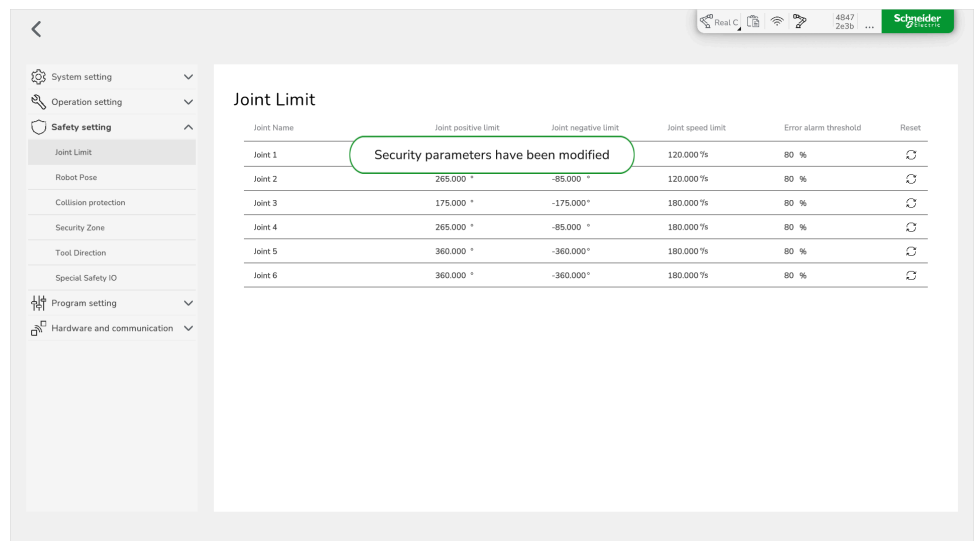 Real C 4847 Schneider
2e3b ... Electric
System setting
Operation setting
Safety setting
Joint Limit
Robot Pose
Collision protection
Security Zone
Tool Direction
Special Safety IO
Program setting
Hardware and communication
Joint Limit
Joint Name Joint positive limit Joint negative limit Joint speed limit Error alarm threshold Reset
Joint 1 120.000 °/s 80 %
Security parameters have been modified
Joint 2 265.000 ° -85.000 ° 120.000 °/s 80 %
Joint 3 175.000 ° -175.000 ° 180.000 °/s 80 %
Joint 4 265.000 ° -85.000 ° 180.000 °/s 80 %
Joint 5 360.000 ° -360.000 ° 180.000 °/s 80 %
Joint 6 360.000 ° -360.000 ° 180.000 °/s 80 %